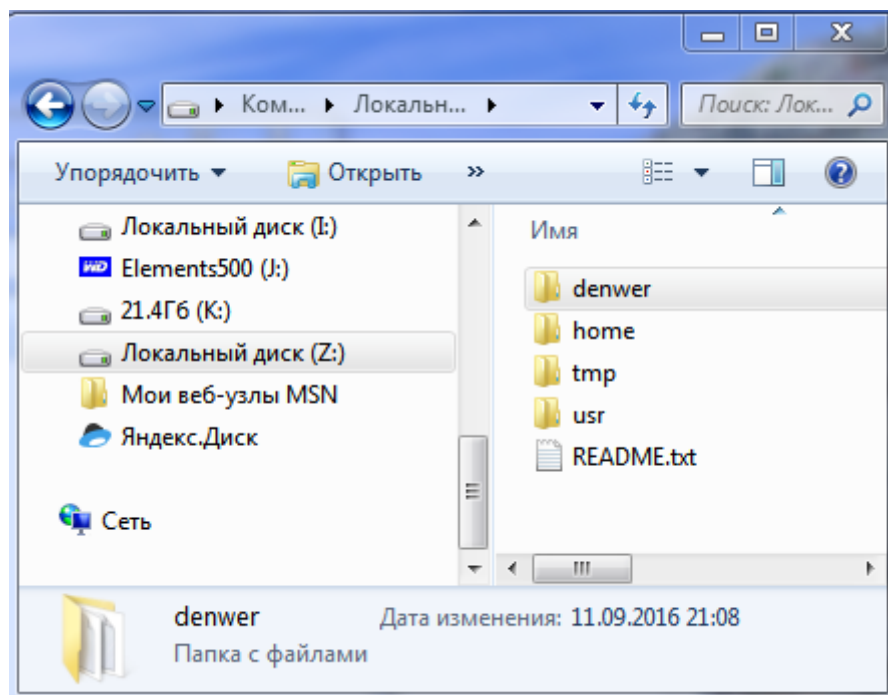 Ком... Локальн... Поиск: Лок...
Упорядочить Открыть »
Локальный диск (I:)
Elements500 (J:)
21.4Гб (K:)
Локальный диск (Z:)
Мои веб-узлы MSN
Яндекс.Диск
Сеть
Имя
denwer
home
tmp
usr
README.txt
denwer Дата изменения: 11.09.2016 21:08
Папка с файлами